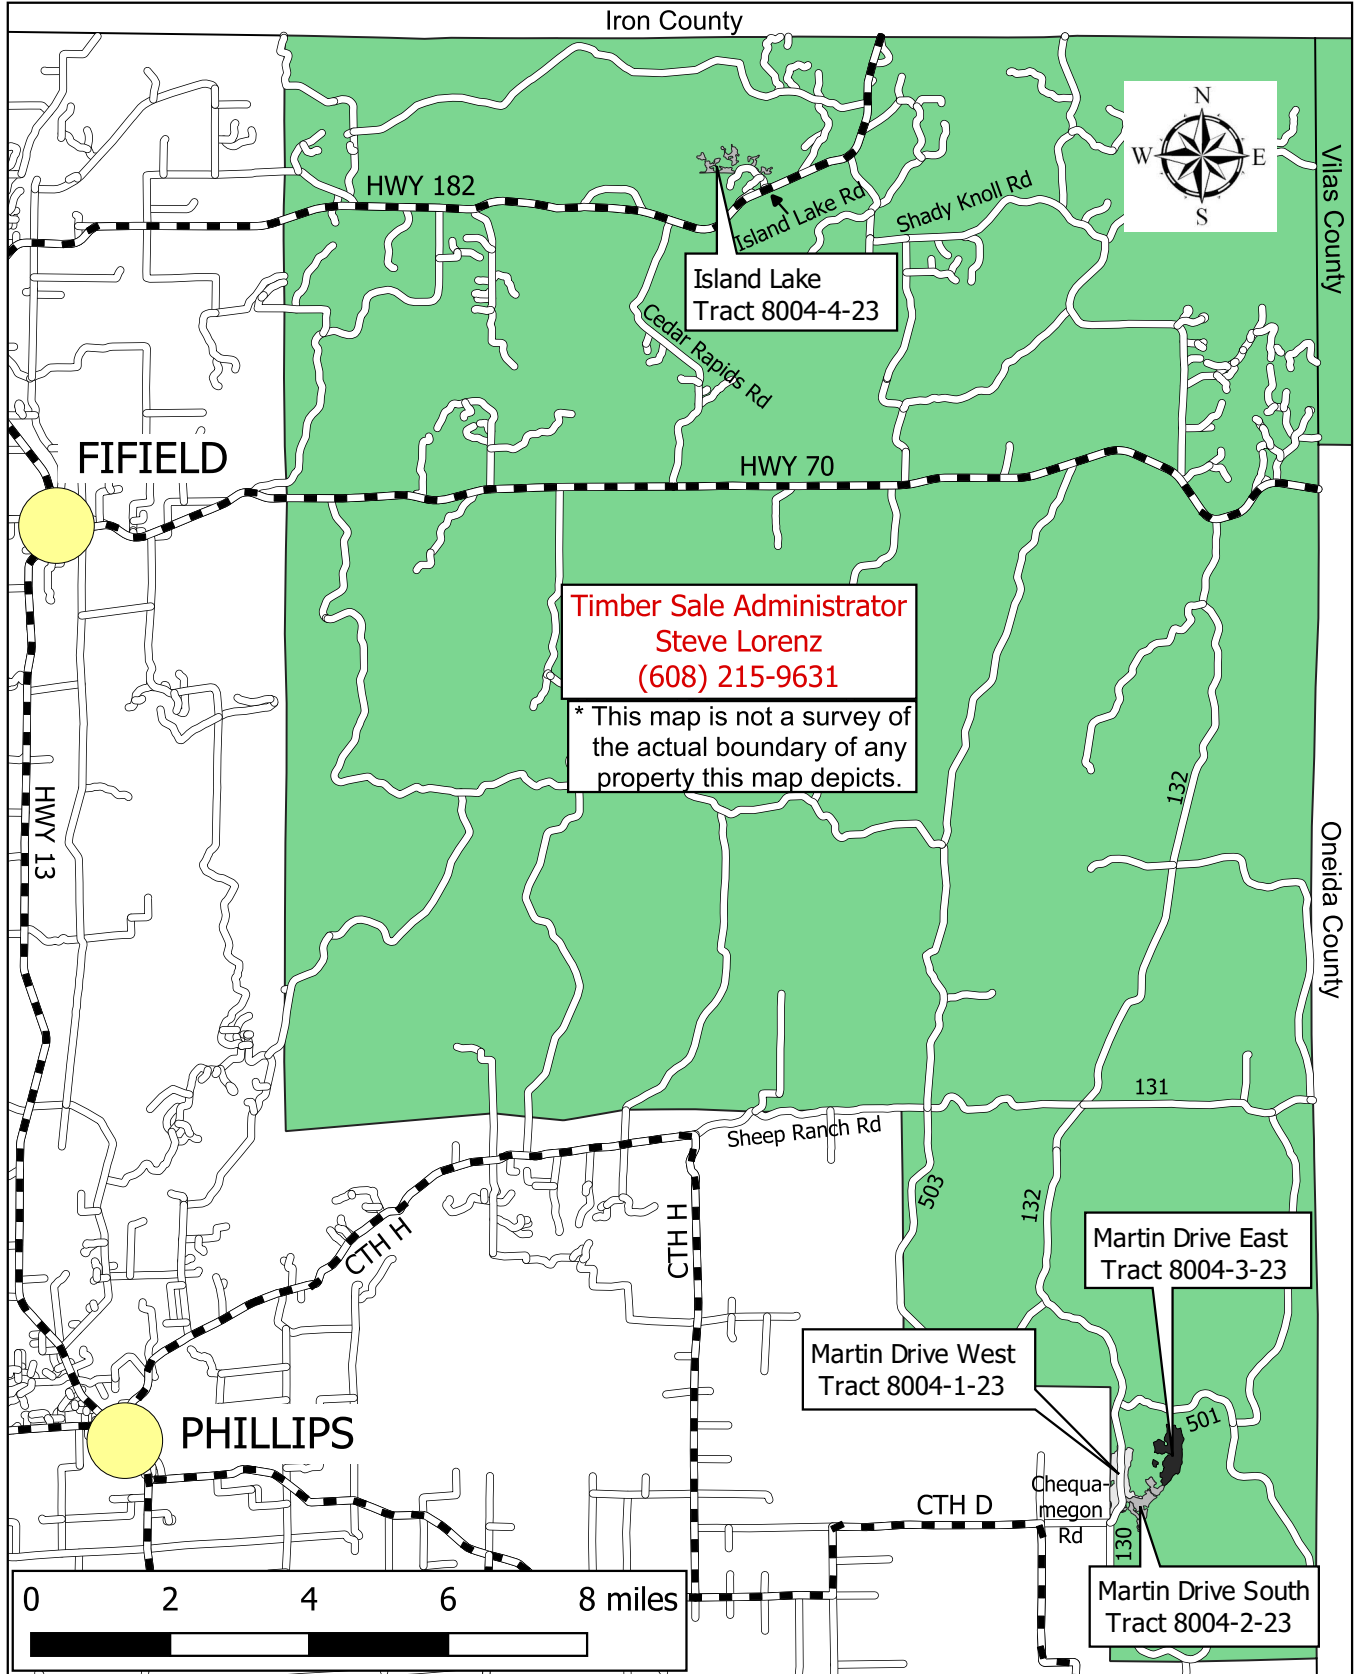 Iron County
N
W
E
S
HWY 182
Island Lake Rd
Shady Knoll Rd
Vilas County
Island Lake
Tract 8004-4-23
Cedar Rapids Rd
FIFIELD
HWY 70
Timber Sale Administrator
Steve Lorenz
(608) 215-9631
* This map is not a survey of
the actual boundary of any
property this map depicts.
132
HWY 13
Oneida County
131
Sheep Ranch Rd
503
132
CTH H
CTH H
Martin Drive East
Tract 8004-3-23
Martin Drive West
Tract 8004-1-23
501
PHILLIPS
Chequa-
megon
Rd
CTH D
130
Martin Drive South
Tract 8004-2-23
0 2 4 6 8 miles